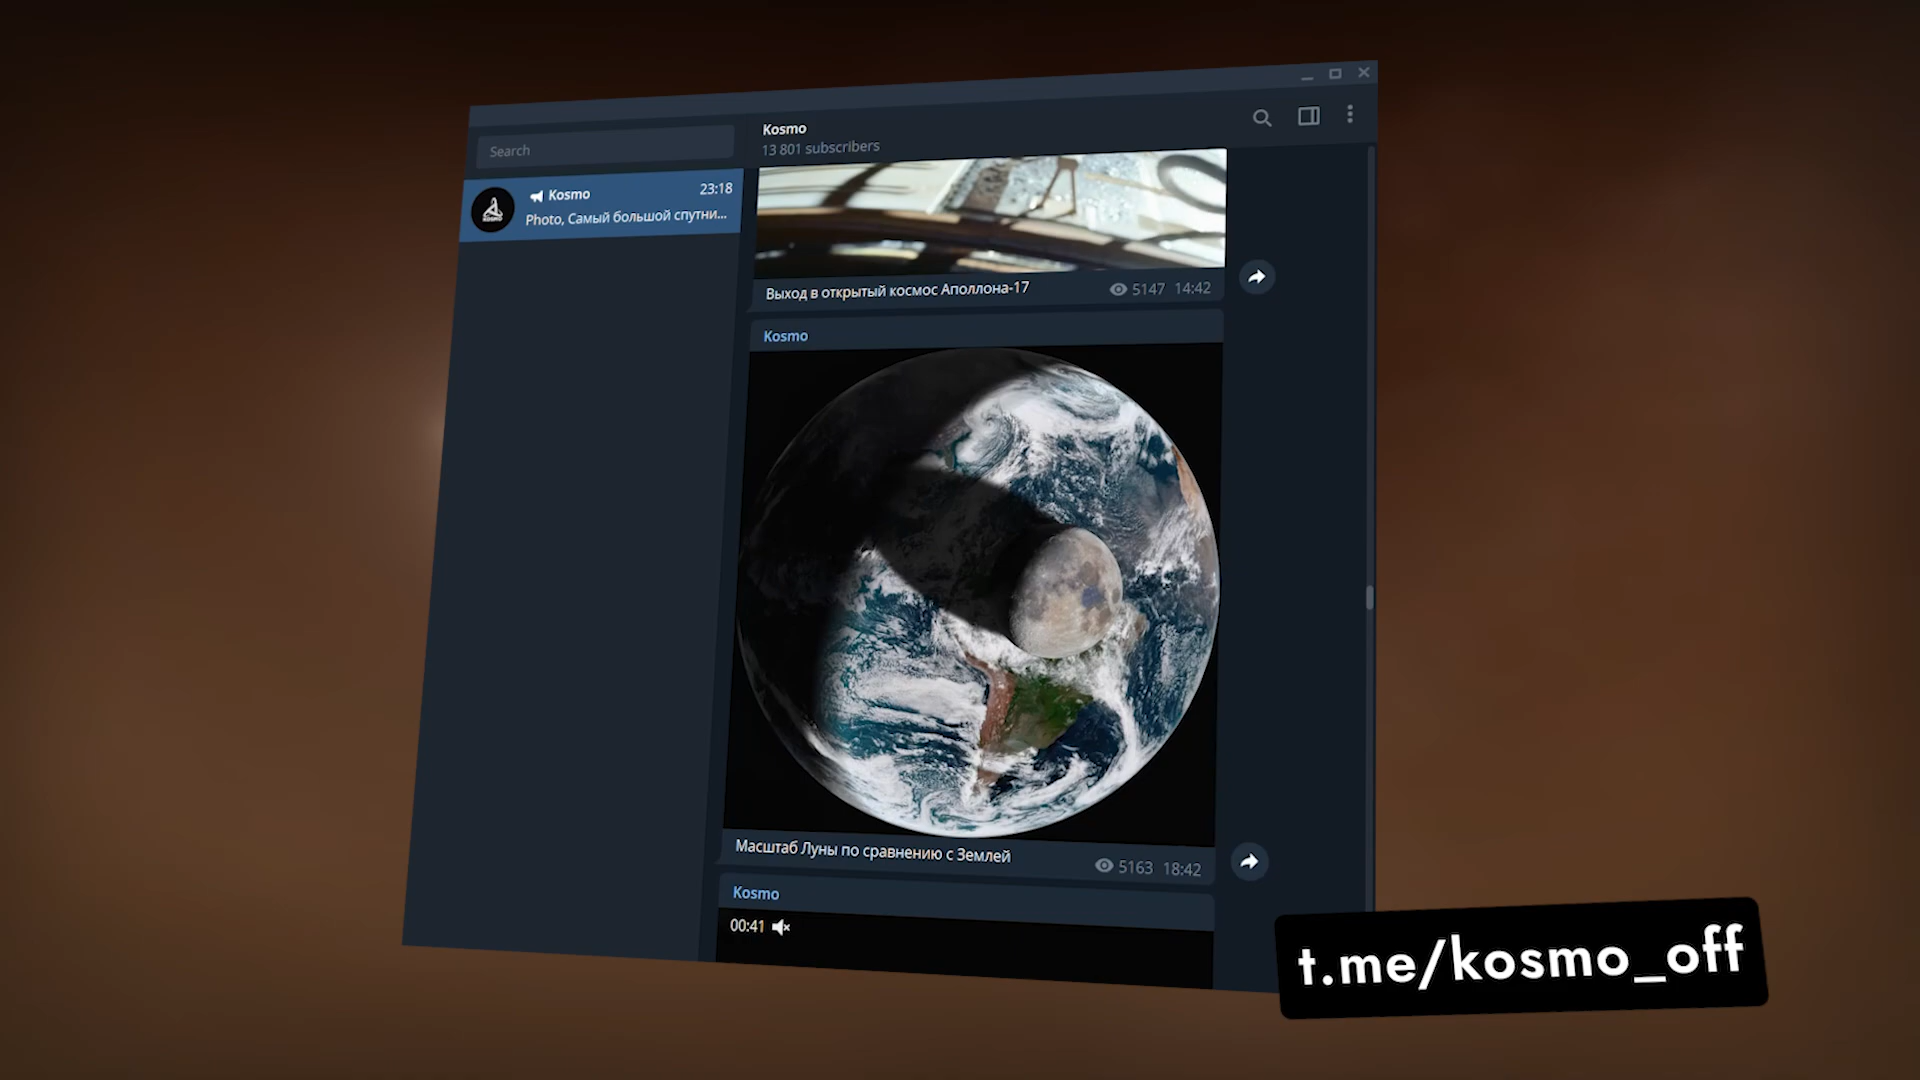 Search
Kosmo
23:18
Photo, Самый большой спутни...
Kosmo
13 801 subscribers
Выход в открытый космос Аполлона-17
5147 14:42
Kosmo
Масштаб Луны по сравнению с Землей
5163 18:42
Kosmo
00:41
t.me/kosmo_off